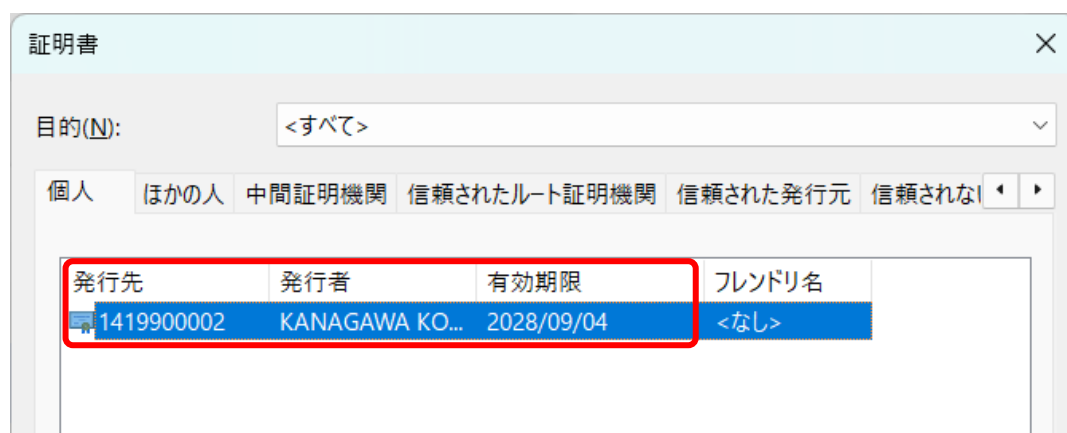 証明書
目的(N): <すべて>
個人 ほかの人 中間証明機関 信頼されたルート証明機関 信頼された発行元 信頼されない
発行先 発行者 有効期限 フレンドリ名
1419900002 KANAGAWA KO... 2028/09/04 <なし>